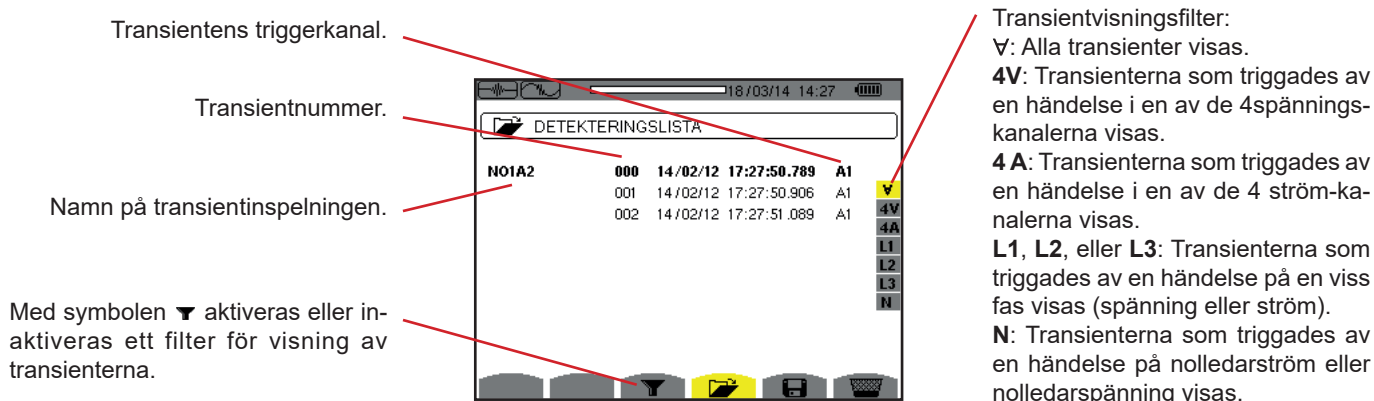 Transientens triggerkanal.
Transientnummer.
Namn på transientinspelningen.
Med symbolen aktiveras eller in-
aktiveras ett filter för visning av
transienterna.
18/03/14 14:27
DETEKTERINGSLISTA
NO1A2 000 14/02/12 17:27:50.789 A1
001 14/02/12 17:27:50.906 A1
002 14/02/12 17:27:51.089 A1
∀
4V
4A
L1
L2
L3
N
Transientvisningsfilter:
∀: Alla transienter visas.
4V: Transienterna som triggades av
en händelse i en av de 4spännings-
kanalerna visas.
4 A: Transienterna som triggades av
en händelse i en av de 4 ström-ka-
nalerna visas.
L1, L2, eller L3: Transienterna som
triggades av en händelse på en viss
fas visas (spänning eller ström).
N: Transienterna som triggades av
en händelse på nolledarström eller
nolledarspänning visas.